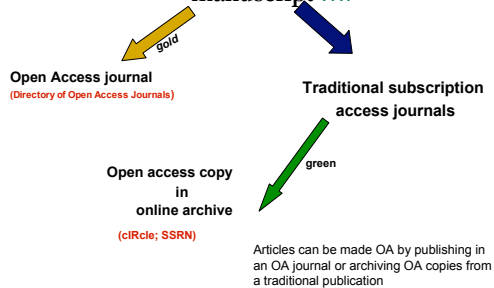 manuscript ....
gold
Open Access journal
(Directory of Open Access Journals)
Traditional subscription
access journals
green
Open access copy
in
online archive
(cIRcle; SSRN)
Articles can be made OA by publishing in
an OA journal or archiving OA copies from
a traditional publication